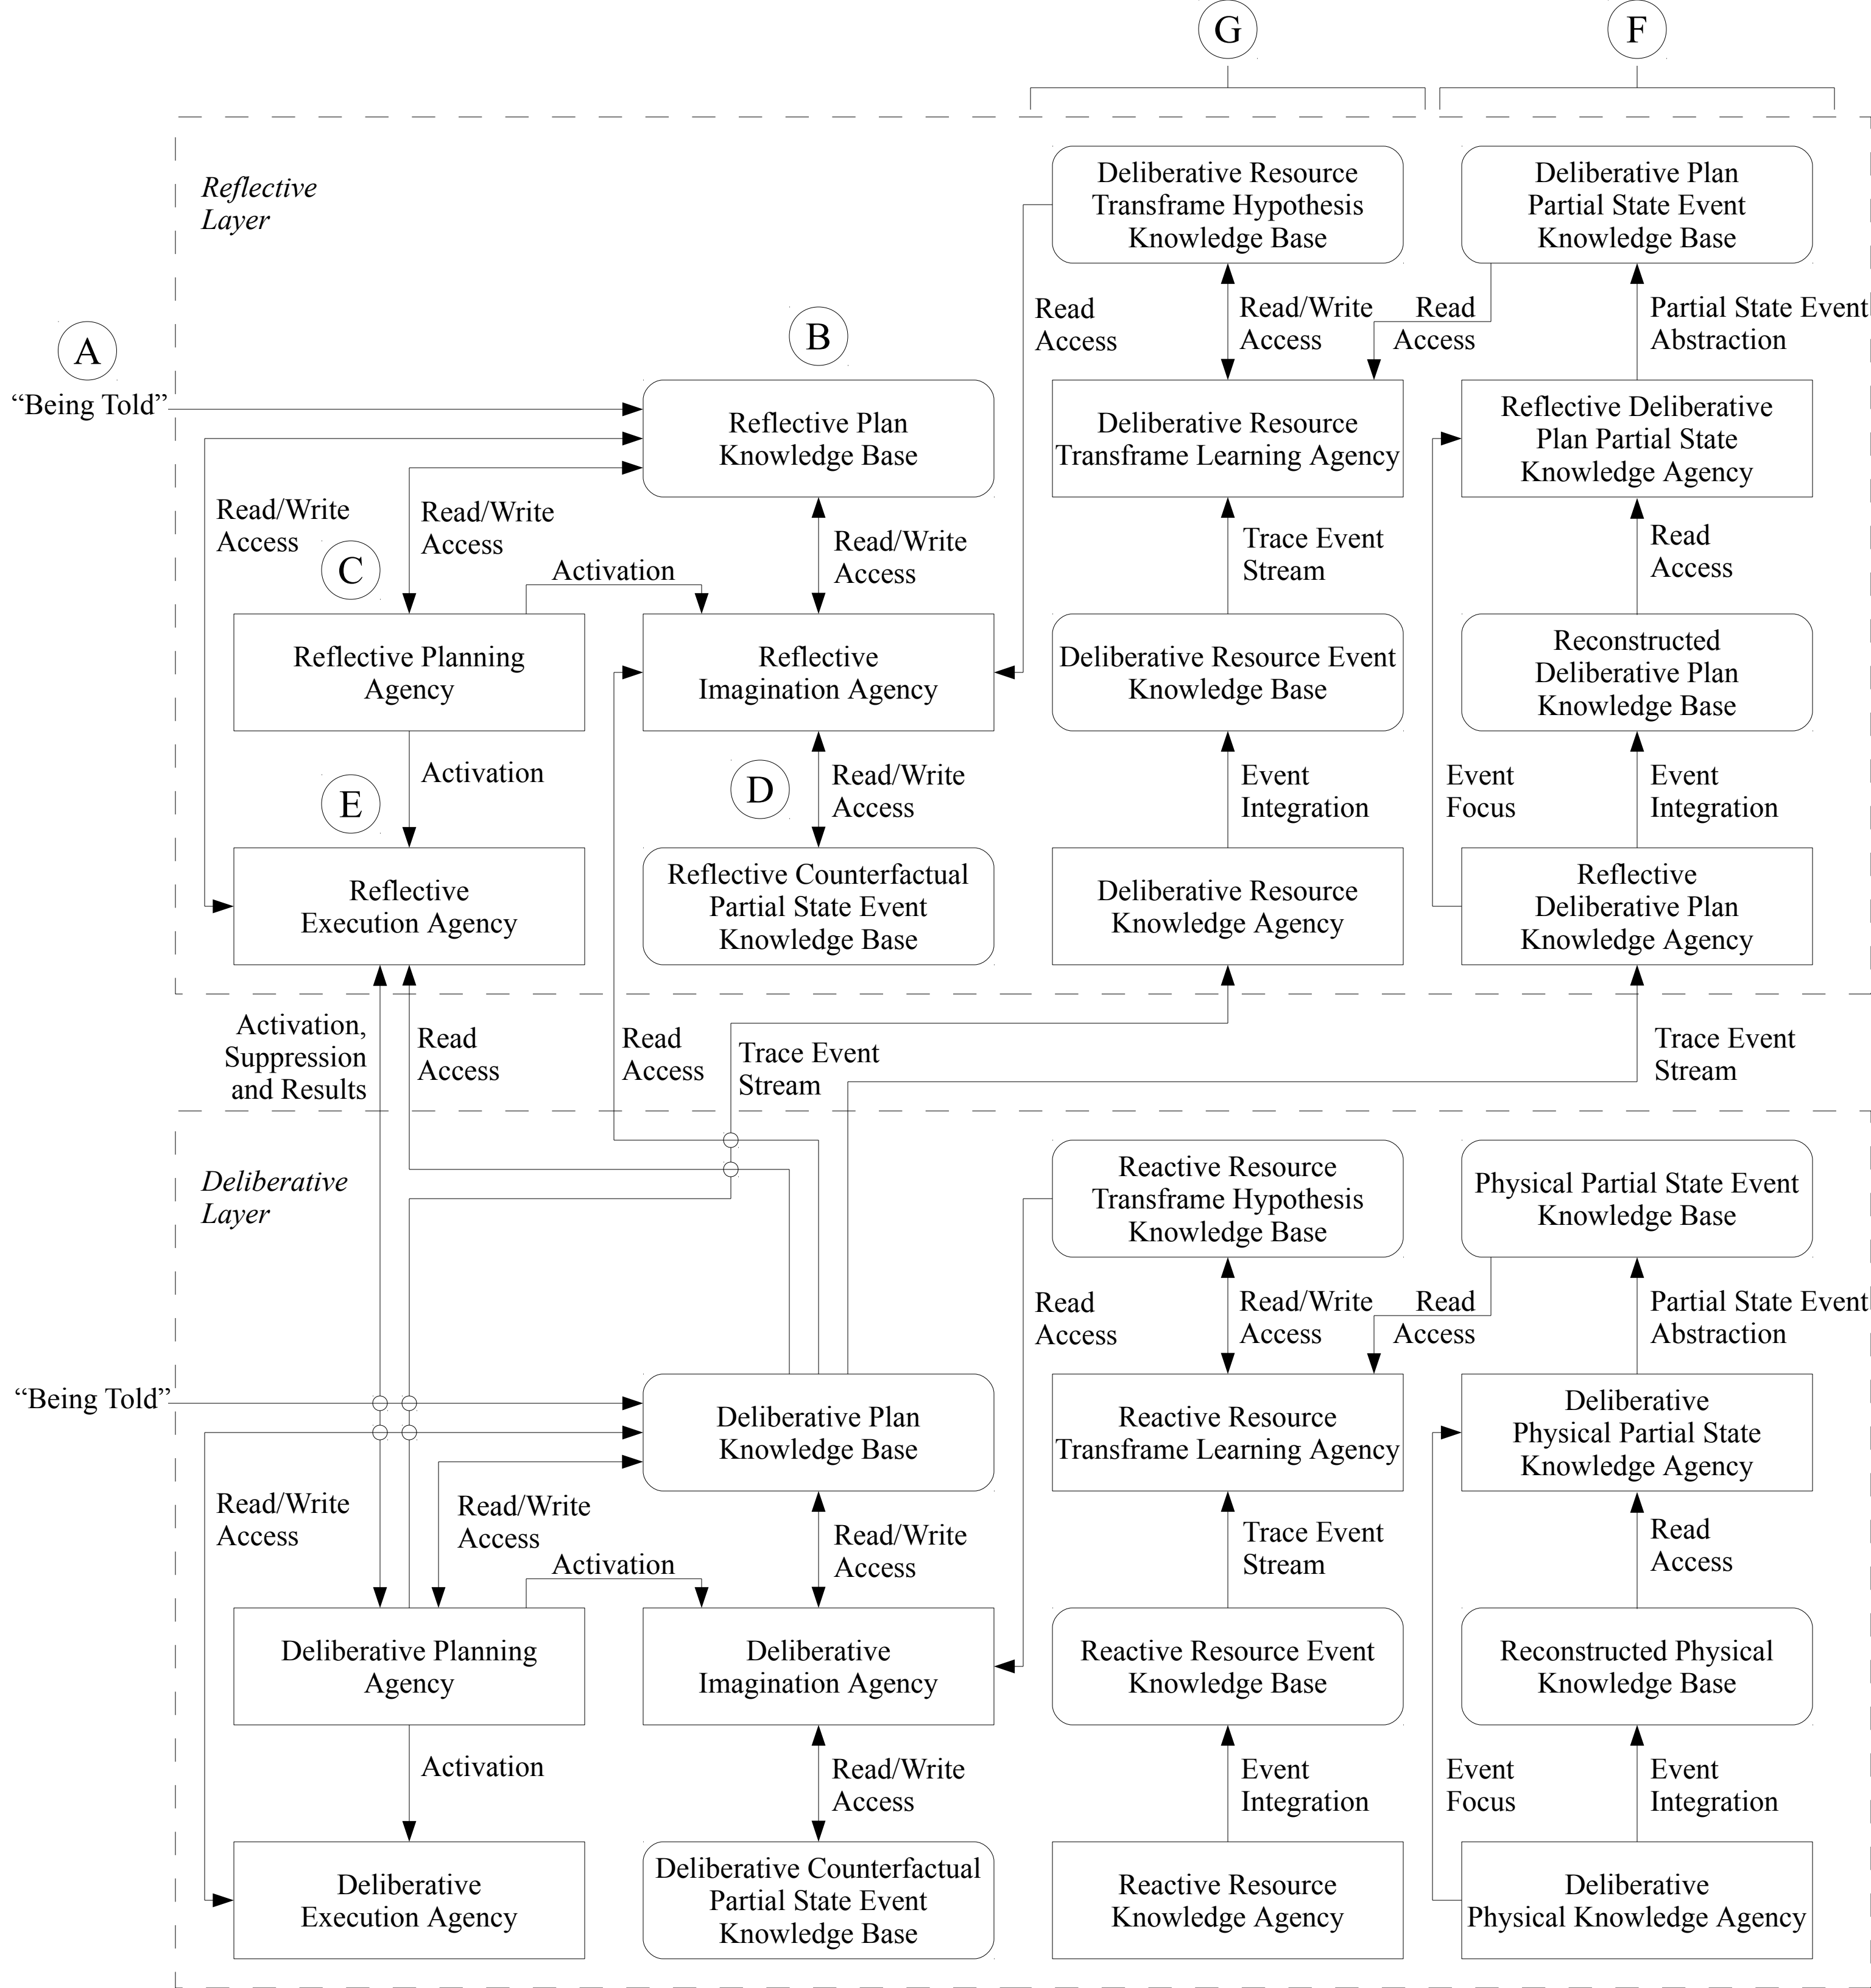 G
F
Reflective
Layer
Deliberative Resource
Transframe Hypothesis
Knowledge Base
Deliberative Plan
Partial State Event
Knowledge Base
Read
Access
Read/Write
Access
Read
Access
Partial State Event
Abstraction
A
"Being Told"
B
Reflective Plan
Knowledge Base
Deliberative Resource
Transframe Learning Agency
Reflective Deliberative
Plan Partial State
Knowledge Agency
Read/Write
Access
Read/Write
Access
C
Activation
Read/Write
Access
Trace Event
Stream
Read
Access
Reflective Planning
Agency
Reflective
Imagination Agency
Deliberative Resource Event
Knowledge Base
Reconstructed
Deliberative Plan
Knowledge Base
Activation
E
D
Read/Write
Access
Event
Integration
Event
Focus
Event
Integration
Reflective
Execution Agency
Reflective Counterfactual
Partial State Event
Knowledge Base
Deliberative Resource
Knowledge Agency
Reflective
Deliberative Plan
Knowledge Agency
Activation,
Suppression
and Results
Read
Access
Read
Access
Trace Event
Stream
Trace Event
Stream
Deliberative
Layer
Reactive Resource
Transframe Hypothesis
Knowledge Base
Physical Partial State Event
Knowledge Base
Read
Access
Read/Write
Access
Read
Access
Partial State Event
Abstraction
"Being Told"
Deliberative Plan
Knowledge Base
Reactive Resource
Transframe Learning Agency
Deliberative
Physical Partial State
Knowledge Agency
Read/Write
Access
Read/Write
Access
Activation
Read/Write
Access
Trace Event
Stream
Read
Access
Deliberative Planning
Agency
Deliberative
Imagination Agency
Reactive Resource Event
Knowledge Base
Reconstructed Physical
Knowledge Base
Activation
Read/Write
Access
Event
Integration
Event
Focus
Event
Integration
Deliberative
Execution Agency
Deliberative Counterfactual
Partial State Event
Knowledge Base
Reactive Resource
Knowledge Agency
Deliberative
Physical Knowledge Agency